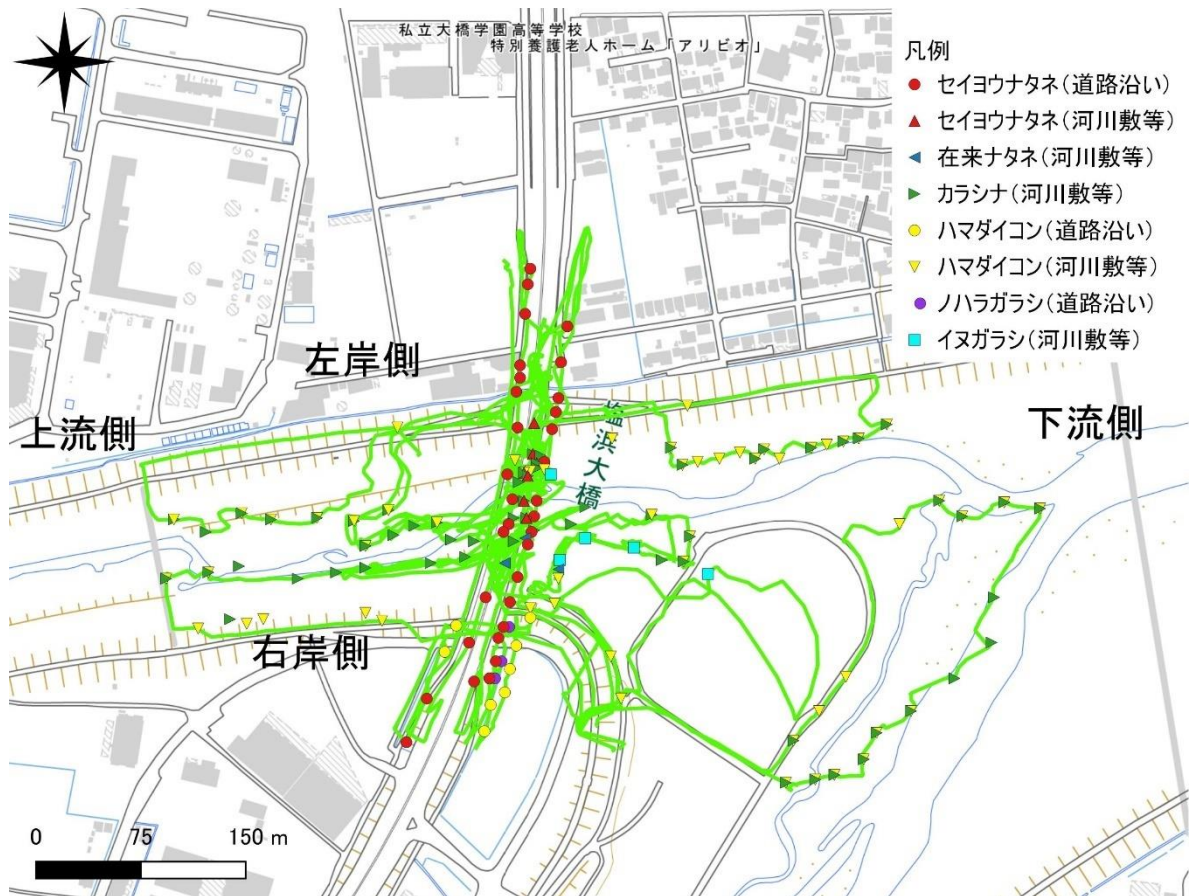 私立大橋学園高等学校
特別養護老人ホーム「アリビオ」
凡例
セイヨウナタネ(道路沿い)
セイヨウナタネ(河川敷等)
在来ナタネ(河川敷等)
カラシナ(河川敷等)
ハマダイコン(道路沿い)
ハマダイコン(河川敷等)
ノハラガラシ(道路沿い)
イヌガラシ(河川敷等)
左岸側
上流側
下流側
塩浜大橋
右岸側
0 75 150 m